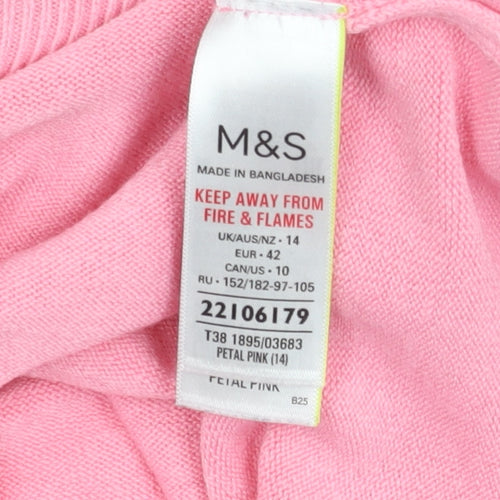 M&S
MADE IN BANGLADESH
KEEP AWAY FROM
FIRE & FLAMES
UK/AUS/NZ • 14
EUR • 42
CAN/US • 10
RU • 152/182-97-105
22106179
T38 1895/03683
PETAL PINK (14)
PETAL PINK
B25